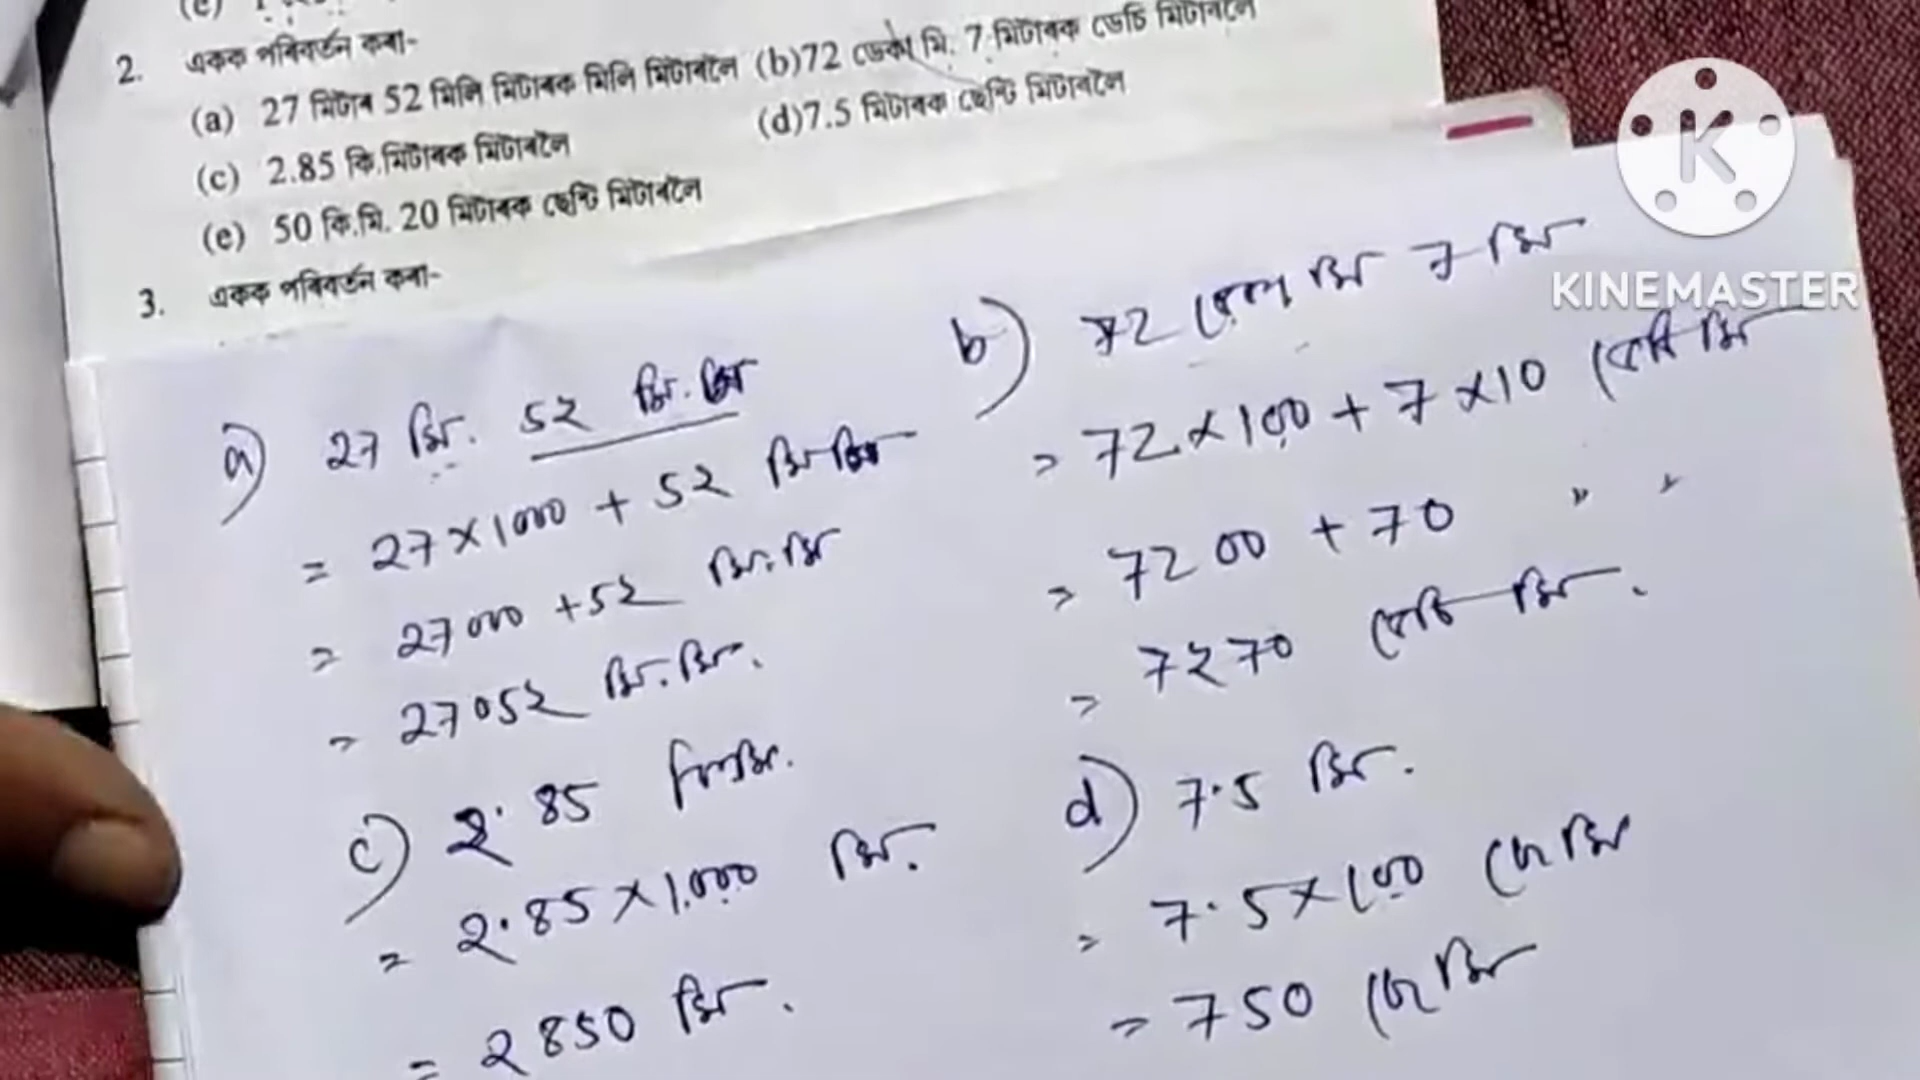 2. একক পৰিবৰ্তন কৰা-
(a) 27 মিটাৰ 52 মিলি মিটাৰক মিলি মিটাৰলৈ (b)72 ডেকা মি. 7 মিটাৰক ডেচি মিটাৰলৈ
(c) 2.85 কি.মিটাৰক মিটাৰলৈ (d)7.5 মিটাৰক ছেণ্টি মিটাৰলৈ
(e) 50 কি.মি. 20 মিটাৰক ছেণ্টি মিটাৰলৈ
3. একক পৰিবৰ্তন কৰা-
KINEMASTER
a) 27 মি. 52 মি.মি
= 27×1000 + 52 মি মি
= 27000 +52 মি.মি
= 27052 মি.মি.
b) 72 ডেকা মি 7 মি
= 72×100 + 7×10 ডেচি মি
= 7200 + 70 " "
= 7270 ডেচি মি.
c) 2.85 কিমি.
= 2.85×1000 মি.
= 2850 মি.
d) 7.5 মি.
= 7.5×100 ছে মি
= 750 ছে মি